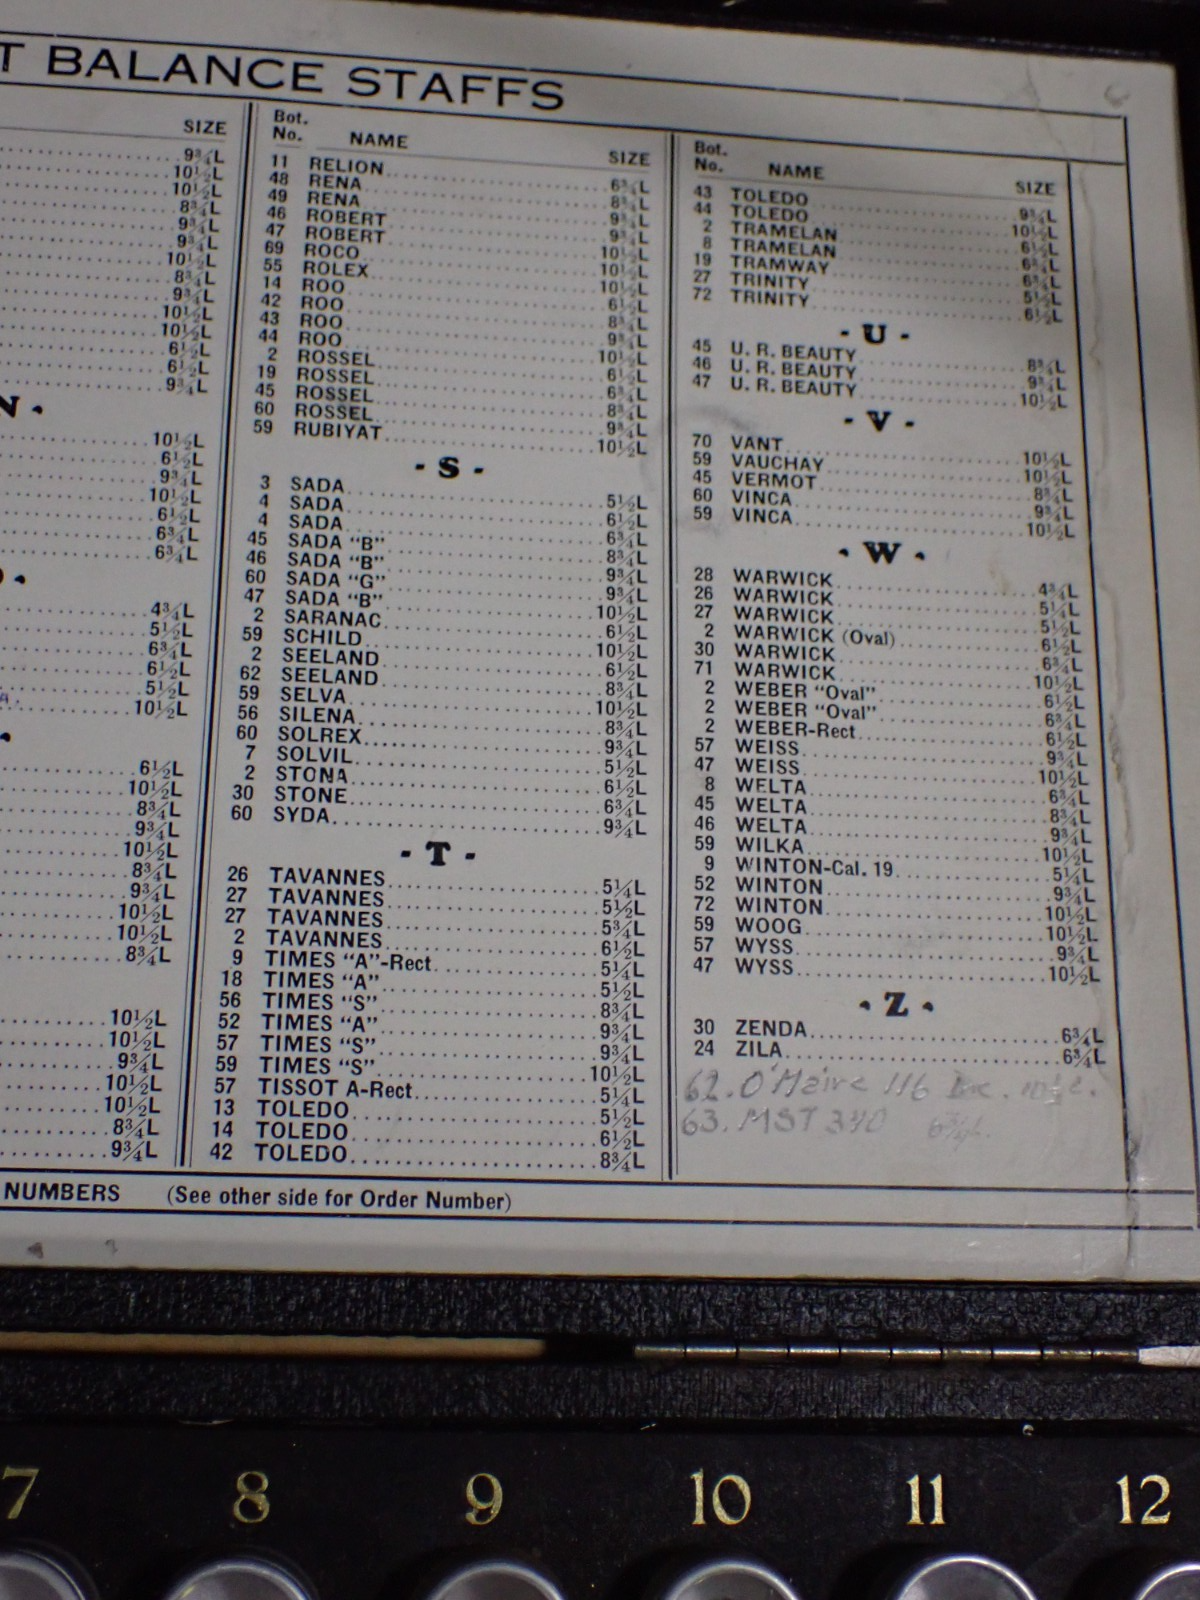 T BALANCE STAFFS
SIZE
9¾L
10½L
10½L
8¾L
9¾L
9¾L
10½L
8¾L
9¾L
10½L
10½L
6½L
6½L
9¾L
N -
10½L
6½L
9¾L
10½L
6½L
6¾L
6¾L
4¾L
5½L
6¾L
6½L
5½L
10½L
6½L
10½L
8¾L
9¾L
10½L
8¾L
9¾L
10½L
10½L
8¾L
10½L
10½L
9¾L
10½L
10½L
8¾L
9¾L
Bot. No. NAME SIZE
11 RELION 6¾L
48 RENA 8¾L
49 RENA 9¾L
46 ROBERT 9¾L
47 ROBERT 10½L
69 ROCO 10½L
55 ROLEX 10½L
14 ROO 6½L
42 ROO 8¾L
43 ROO 9¾L
44 ROO 10½L
2 ROSSEL 6½L
19 ROSSEL 6¾L
45 ROSSEL 8¾L
60 ROSSEL 9¾L
59 RUBIYAT 10½L
- S -
3 SADA 5½L
4 SADA 6½L
4 SADA 6¾L
45 SADA "B" 8¾L
46 SADA "B" 9¾L
60 SADA "G" 9¾L
47 SADA "B" 10½L
2 SARANAC 6½L
59 SCHILD 10½L
2 SEELAND 6½L
62 SEELAND 8¾L
59 SELVA 10½L
56 SILENA 8¾L
60 SOLREX 9¾L
7 SOLVIL 5½L
2 STONA 6½L
30 STONE 6¾L
60 SYDA 9¾L
- T -
26 TAVANNES 5¼L
27 TAVANNES 5½L
27 TAVANNES 5¾L
2 TAVANNES 6½L
9 TIMES "A"-Rect 5¼L
18 TIMES "A" 5½L
56 TIMES "S" 8¾L
52 TIMES "A" 9¾L
57 TIMES "S" 9¾L
59 TIMES "S" 10½L
57 TISSOT A-Rect 5¼L
13 TOLEDO 5½L
14 TOLEDO 6½L
42 TOLEDO 8¾L
Bot. No. NAME SIZE
43 TOLEDO 9¾L
44 TOLEDO 10½L
2 TRAMELAN 6½L
8 TRAMELAN 6¾L
19 TRAMWAY 6¾L
27 TRINITY 5½L
72 TRINITY 6½L
- U -
45 U. R. BEAUTY 8¾L
46 U. R. BEAUTY 9¾L
47 U. R. BEAUTY 10½L
- V -
70 VANT 10½L
59 VAUCHAY 10½L
45 VERMOT 8¾L
60 VINCA 9¾L
59 VINCA 10½L
- W -
28 WARWICK 4¾L
26 WARWICK 5¼L
27 WARWICK 5½L
2 WARWICK (Oval) 6½L
30 WARWICK 6¾L
71 WARWICK 10½L
2 WEBER "Oval" 6½L
2 WEBER "Oval" 6¾L
2 WEBER-Rect 6½L
57 WEISS 9¾L
47 WEISS 10½L
8 WELTA 6¾L
45 WELTA 8¾L
46 WELTA 9¾L
59 WILKA 10½L
9 WINTON-Cal. 19 5¼L
52 WINTON 9¾L
72 WINTON 10½L
59 WOOG 10½L
57 WYSS 9¾L
47 WYSS 10½L
- Z -
30 ZENDA 6¾L
24 ZILA 6¾L
62. 116 10½L.
63. MST 340 6¾L.
NUMBERS (See other side for Order Number)
7 8 9 10 11 12